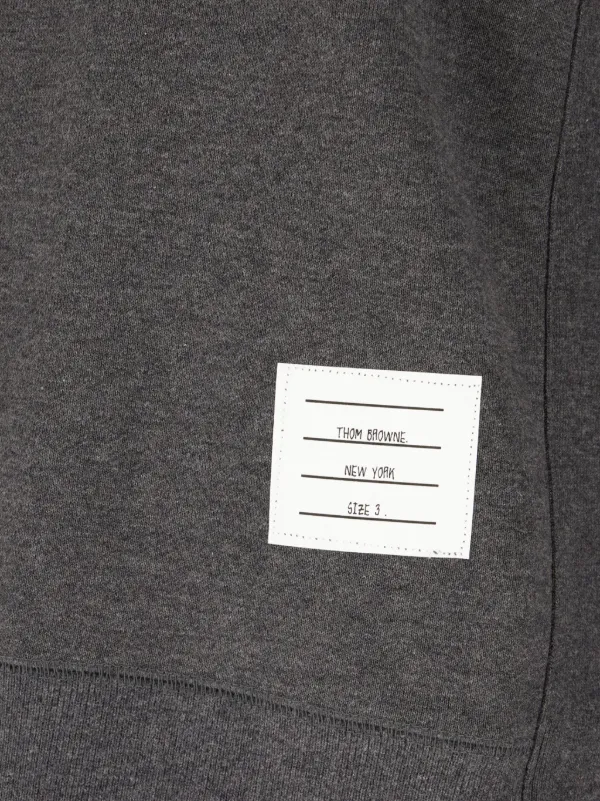 THOM BROWNE.
NEW YORK
SIZE 3 .